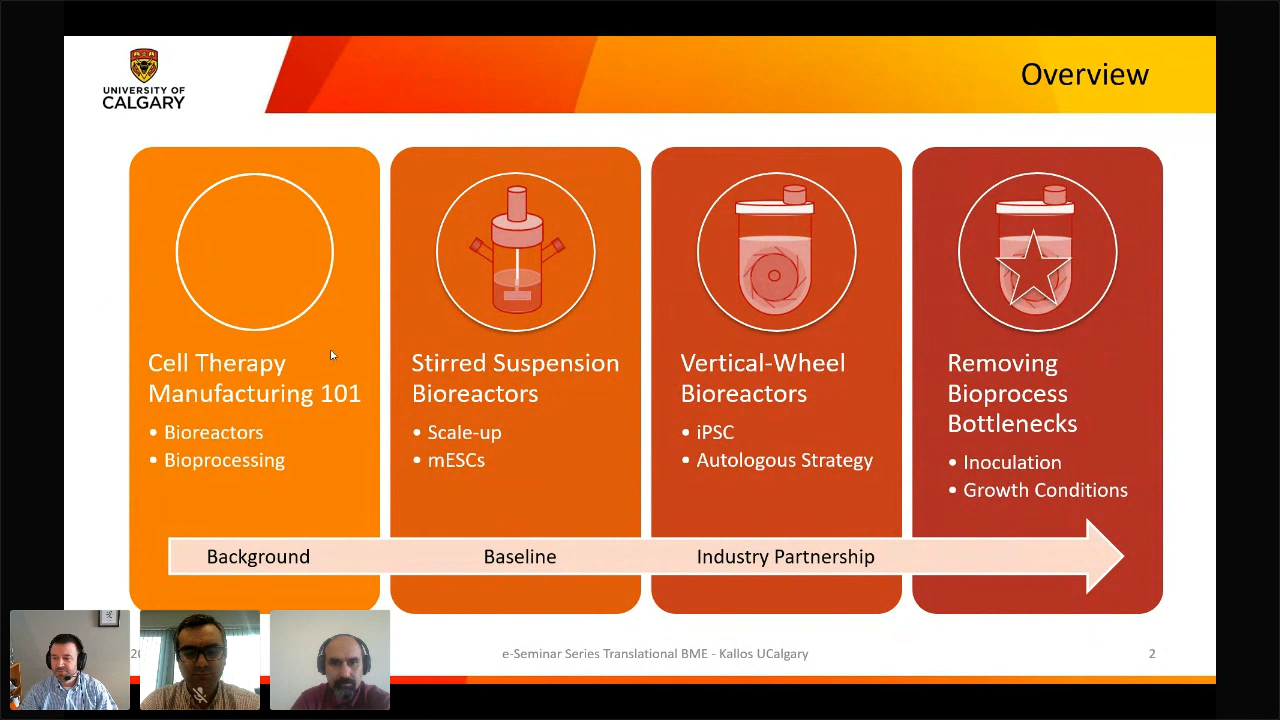 UNIVERSITY OF
CALGARY
Overview
Cell Therapy
Manufacturing 101
• Bioreactors
• Bioprocessing
Stirred Suspension
Bioreactors
• Scale-up
• mESCs
Vertical-Wheel
Bioreactors
• iPSC
• Autologous Strategy
Removing
Bioprocess
Bottlenecks
• Inoculation
• Growth Conditions
Background
Baseline
Industry Partnership
e-Seminar Series Translational BME - Kallos UCalgary
2